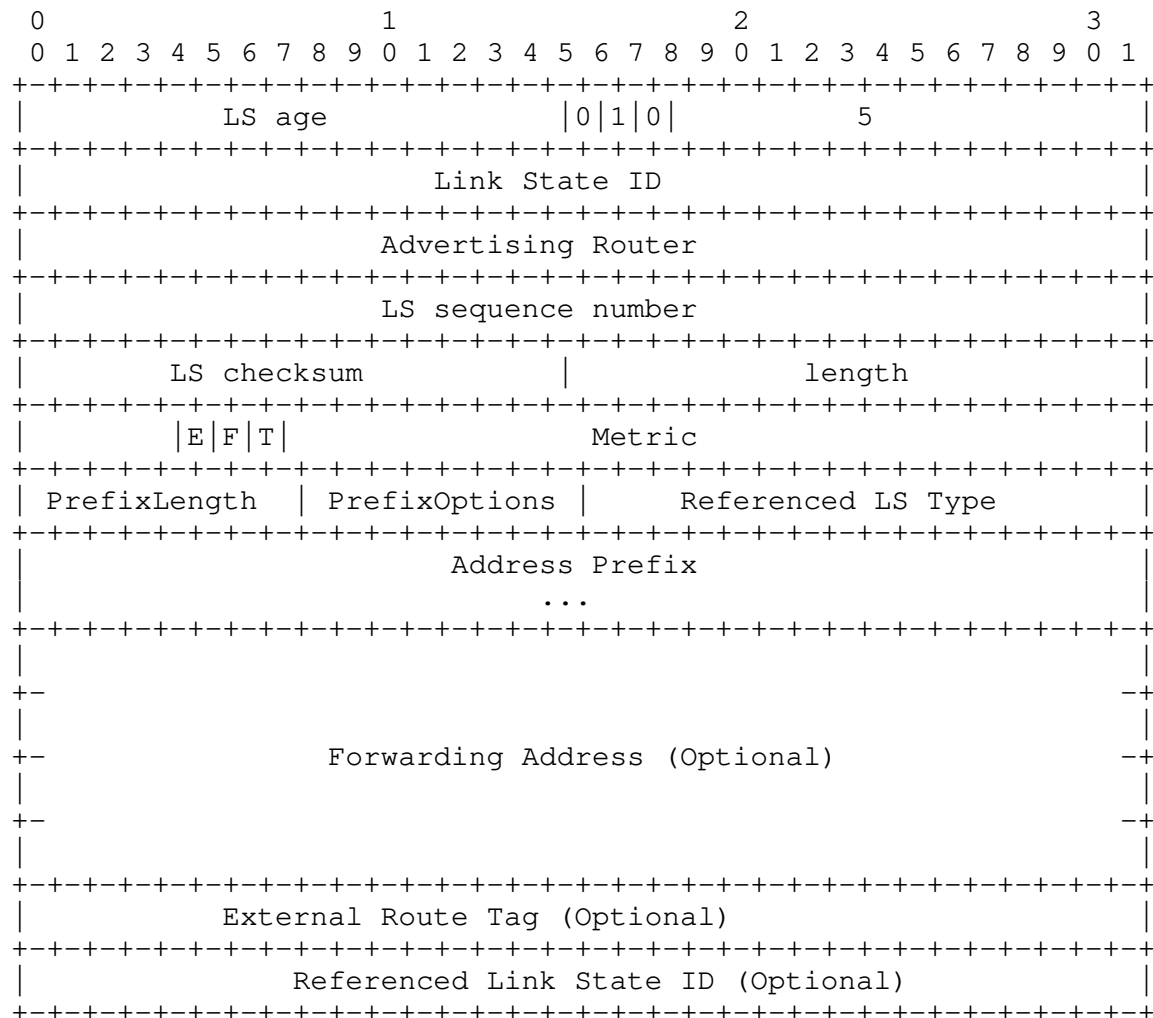 0                   1                   2                   3
0 1 2 3 4 5 6 7 8 9 0 1 2 3 4 5 6 7 8 9 0 1 2 3 4 5 6 7 8 9 0 1
+-+-+-+-+-+-+-+-+-+-+-+-+-+-+-+-+-+-+-+-+-+-+-+-+-+-+-+-+-+-+-+-+
|           LS age             |0|1|0|          5               |
+-+-+-+-+-+-+-+-+-+-+-+-+-+-+-+-+-+-+-+-+-+-+-+-+-+-+-+-+-+-+-+-+
|                       Link State ID                           |
+-+-+-+-+-+-+-+-+-+-+-+-+-+-+-+-+-+-+-+-+-+-+-+-+-+-+-+-+-+-+-+-+
|                    Advertising Router                         |
+-+-+-+-+-+-+-+-+-+-+-+-+-+-+-+-+-+-+-+-+-+-+-+-+-+-+-+-+-+-+-+-+
|                    LS sequence number                         |
+-+-+-+-+-+-+-+-+-+-+-+-+-+-+-+-+-+-+-+-+-+-+-+-+-+-+-+-+-+-+-+-+
|        LS checksum           |             length             |
+-+-+-+-+-+-+-+-+-+-+-+-+-+-+-+-+-+-+-+-+-+-+-+-+-+-+-+-+-+-+-+-+
|        |E|F|T|                Metric                          |
+-+-+-+-+-+-+-+-+-+-+-+-+-+-+-+-+-+-+-+-+-+-+-+-+-+-+-+-+-+-+-+-+
| PrefixLength  | PrefixOptions |     Referenced LS Type        |
+-+-+-+-+-+-+-+-+-+-+-+-+-+-+-+-+-+-+-+-+-+-+-+-+-+-+-+-+-+-+-+-+
|                        Address Prefix                         |
|                             ...                               |
+-+-+-+-+-+-+-+-+-+-+-+-+-+-+-+-+-+-+-+-+-+-+-+-+-+-+-+-+-+-+-+-+
|                                                               |
+-                                                             -+
|                                                               |
+-                Forwarding Address (Optional)                -+
|                                                               |
+-                                                             -+
|                                                               |
+-+-+-+-+-+-+-+-+-+-+-+-+-+-+-+-+-+-+-+-+-+-+-+-+-+-+-+-+-+-+-+-+
|           External Route Tag (Optional)                       |
+-+-+-+-+-+-+-+-+-+-+-+-+-+-+-+-+-+-+-+-+-+-+-+-+-+-+-+-+-+-+-+-+
|               Referenced Link State ID (Optional)             |
+-+-+-+-+-+-+-+-+-+-+-+-+-+-+-+-+-+-+-+-+-+-+-+-+-+-+-+-+-+-+-+-+